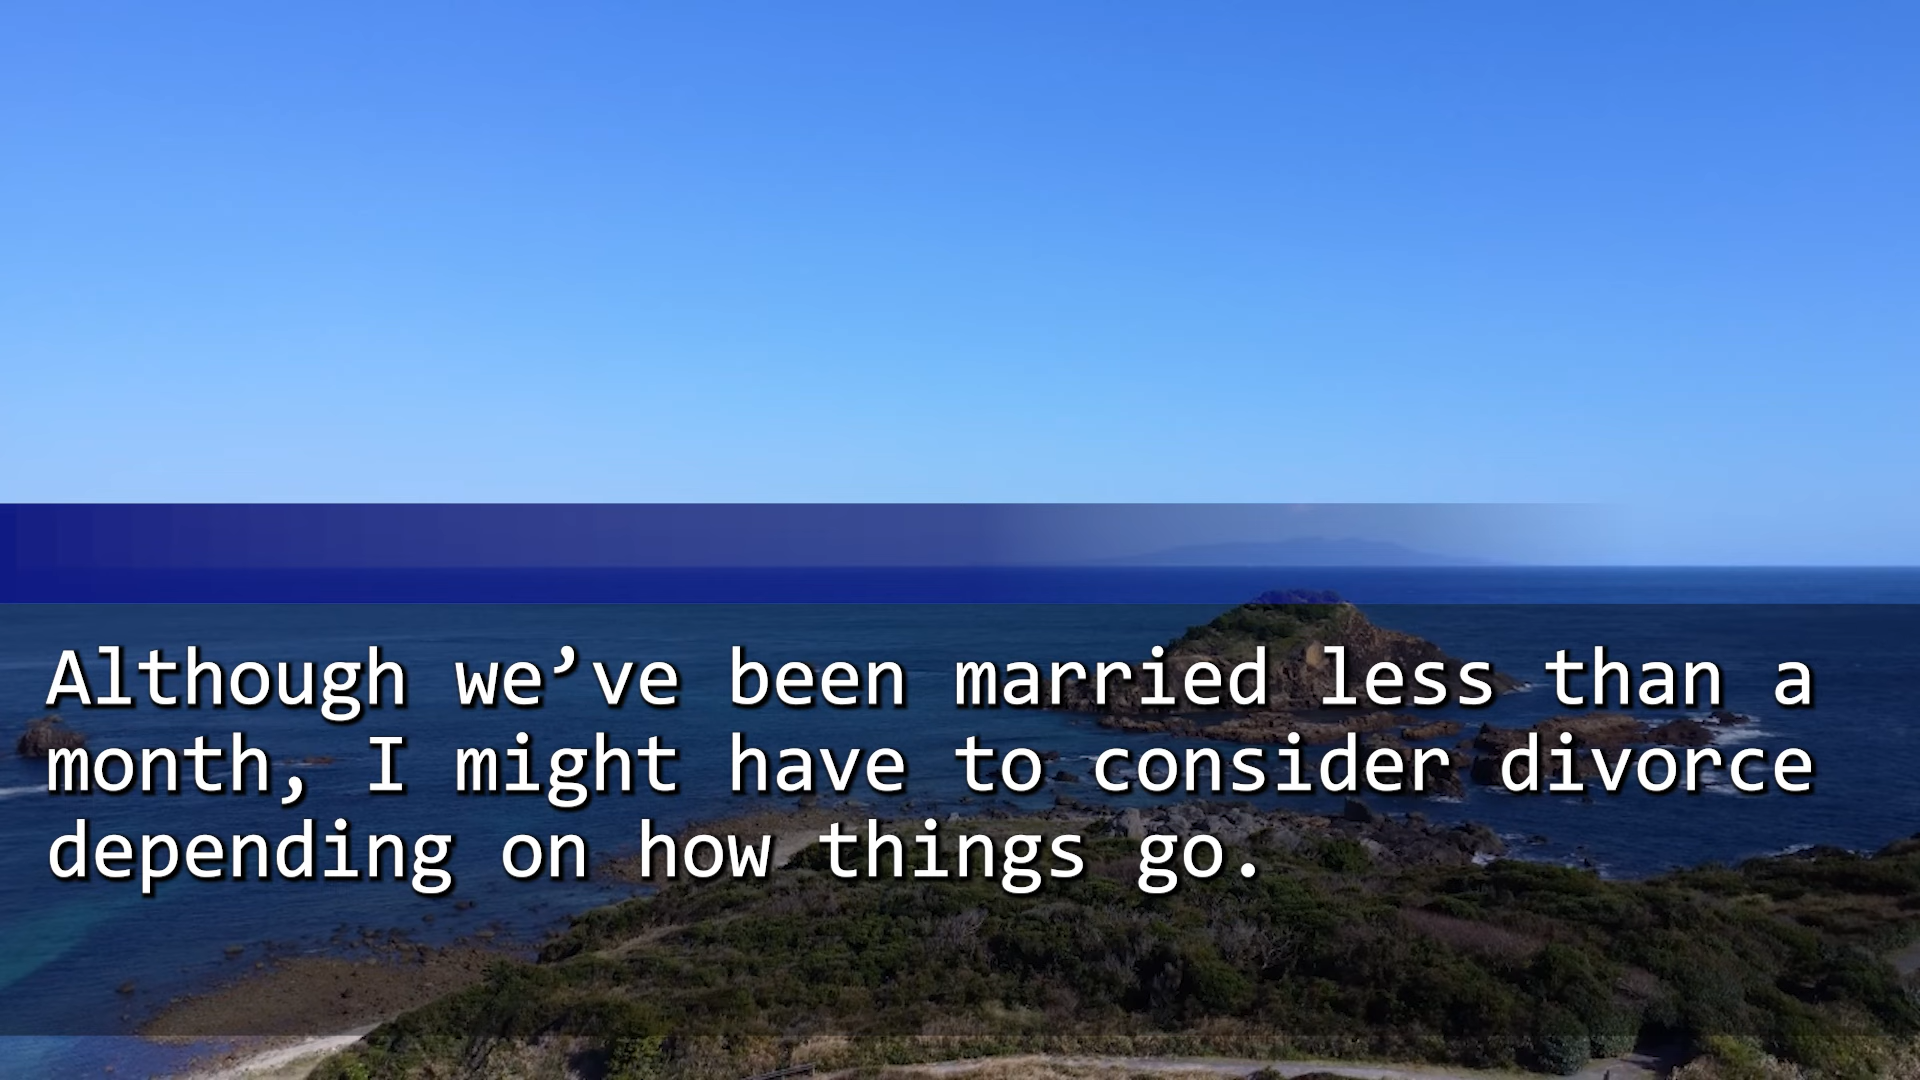 Although we’ve been married less than a
month, I might have to consider divorce
depending on how things go.